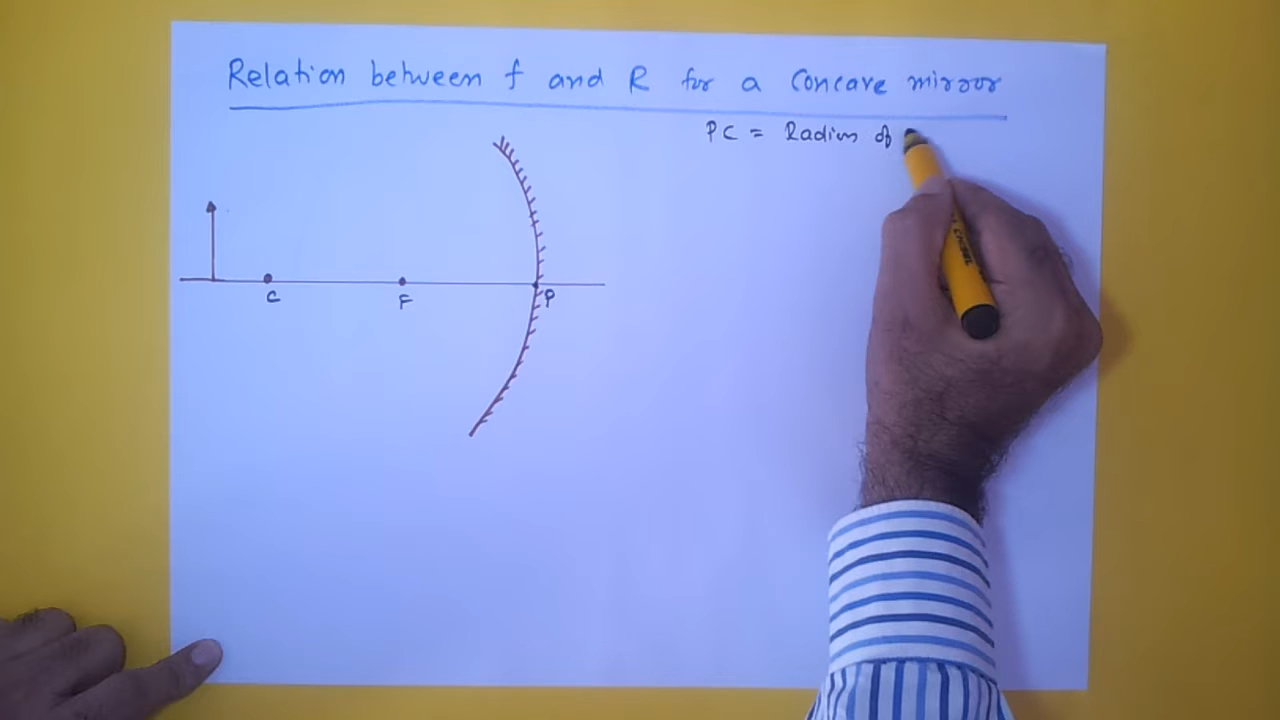 Relation between f and R for a Concave mirror
PC = Radius of
C
F
P